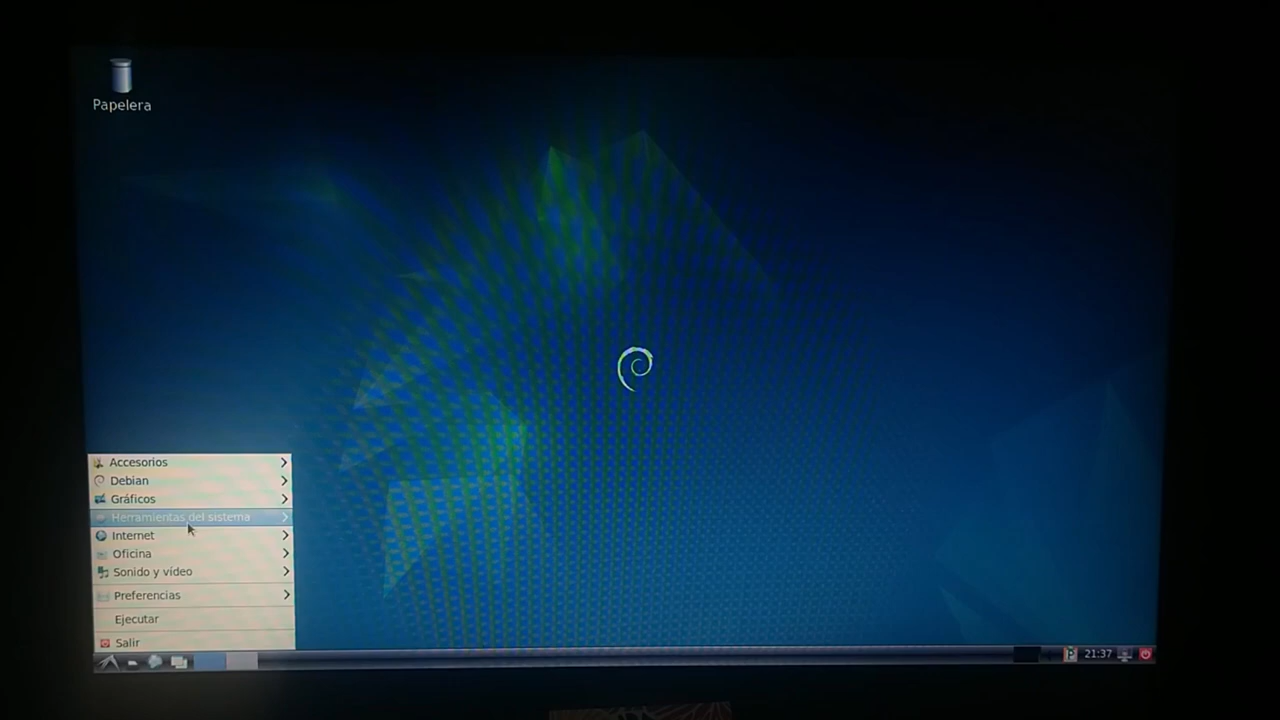 Papelera
Accesorios
Debian
Gráficos
Herramientas del sistema
Internet
Oficina
Sonido y vídeo
Preferencias
Ejecutar
Salir
21:37